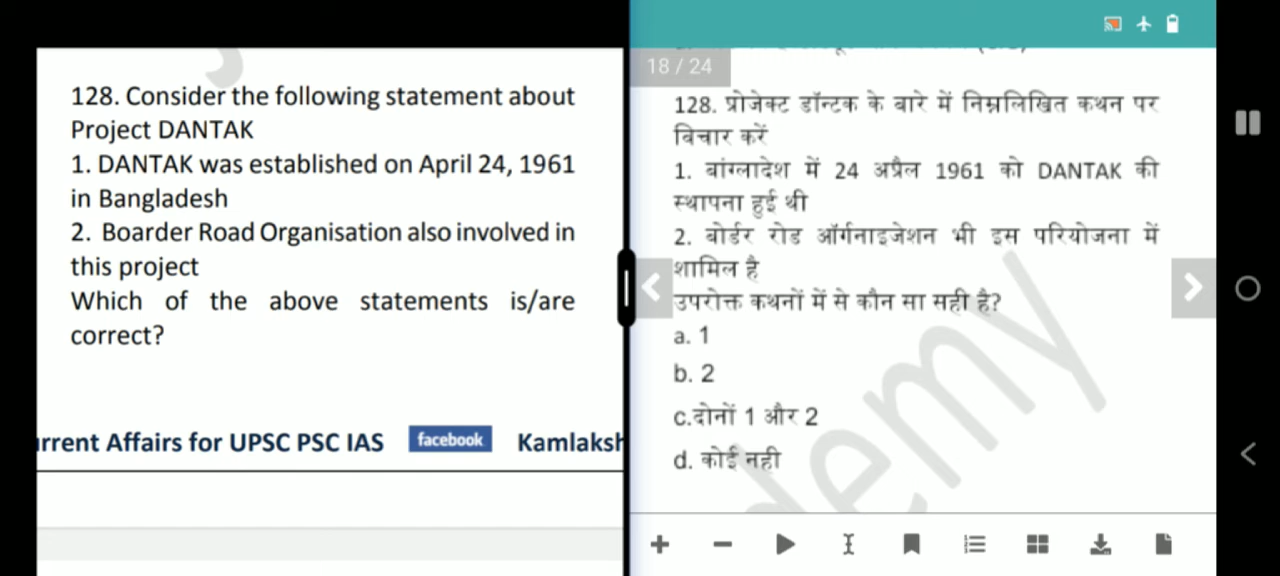 128. Consider the following statement about
Project DANTAK
1. DANTAK was established on April 24, 1961
in Bangladesh
2. Boarder Road Organisation also involved in
this project
Which of the above statements is/are
correct?
rrent Affairs for UPSC PSC IAS facebook Kamlaksh
18 / 24
128. प्रोजेक्ट डॉन्टक के बारे में निम्नलिखित कथन पर
विचार करें
1. बांग्लादेश में 24 अप्रैल 1961 को DANTAK की
स्थापना हुई थी
2. बोर्डर रोड ऑर्गनाइजेशन भी इस परियोजना में
शामिल है
उपरोक्त कथनों में से कौन सा सही है?
a. 1
b. 2
c.दोनों 1 और 2
d. कोई नही
emy